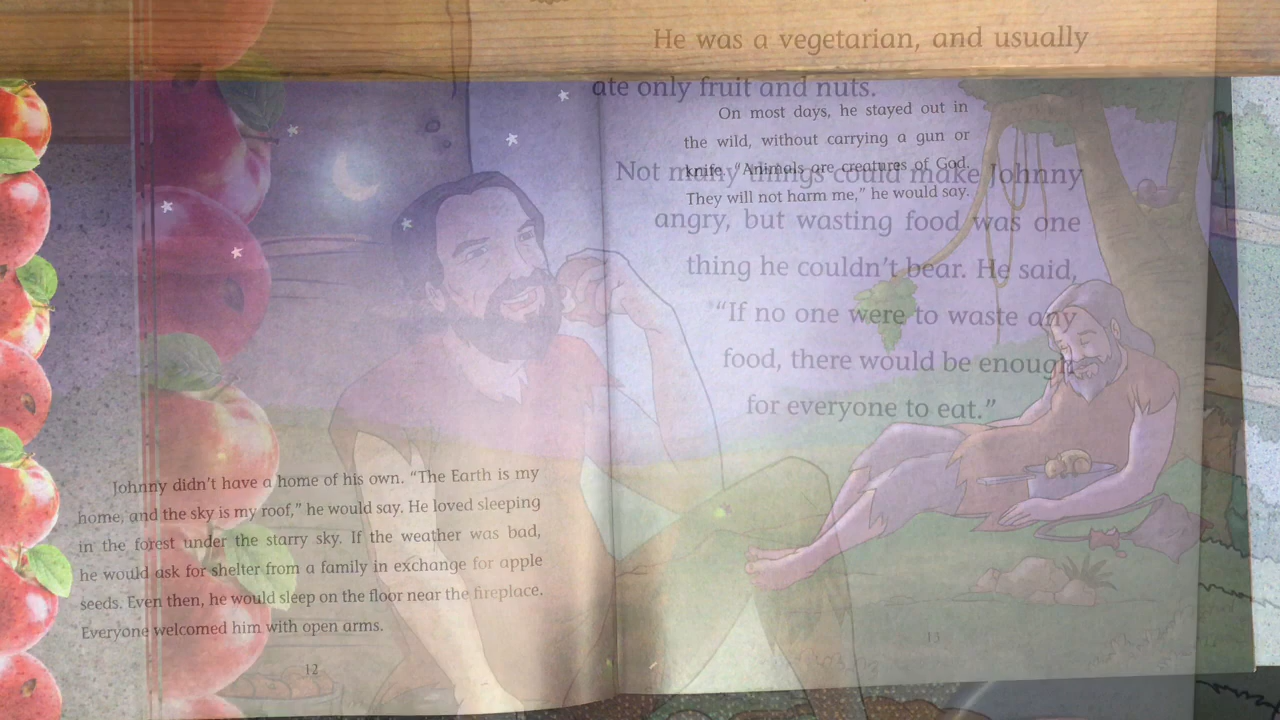 He was a vegetarian, and usually
ate only fruit and nuts.
Not many things could make Johnny
angry, but wasting food was one
thing he couldn't bear. He said,
"If no one were to waste any
food, there would be enough
for everyone to eat."
On most days, he stayed out in
the wild, without carrying a gun or
knife. "Animals are creatures of God.
They will not harm me," he would say.
Johnny didn't have a home of his own. "The Earth is my
home, and the sky is my roof," he would say. He loved sleeping
in the forest under the starry sky. If the weather was bad,
he would ask for shelter from a family in exchange for apple
seeds. Even then, he would sleep on the floor near the fireplace.
Everyone welcomed him with open arms.
12
13